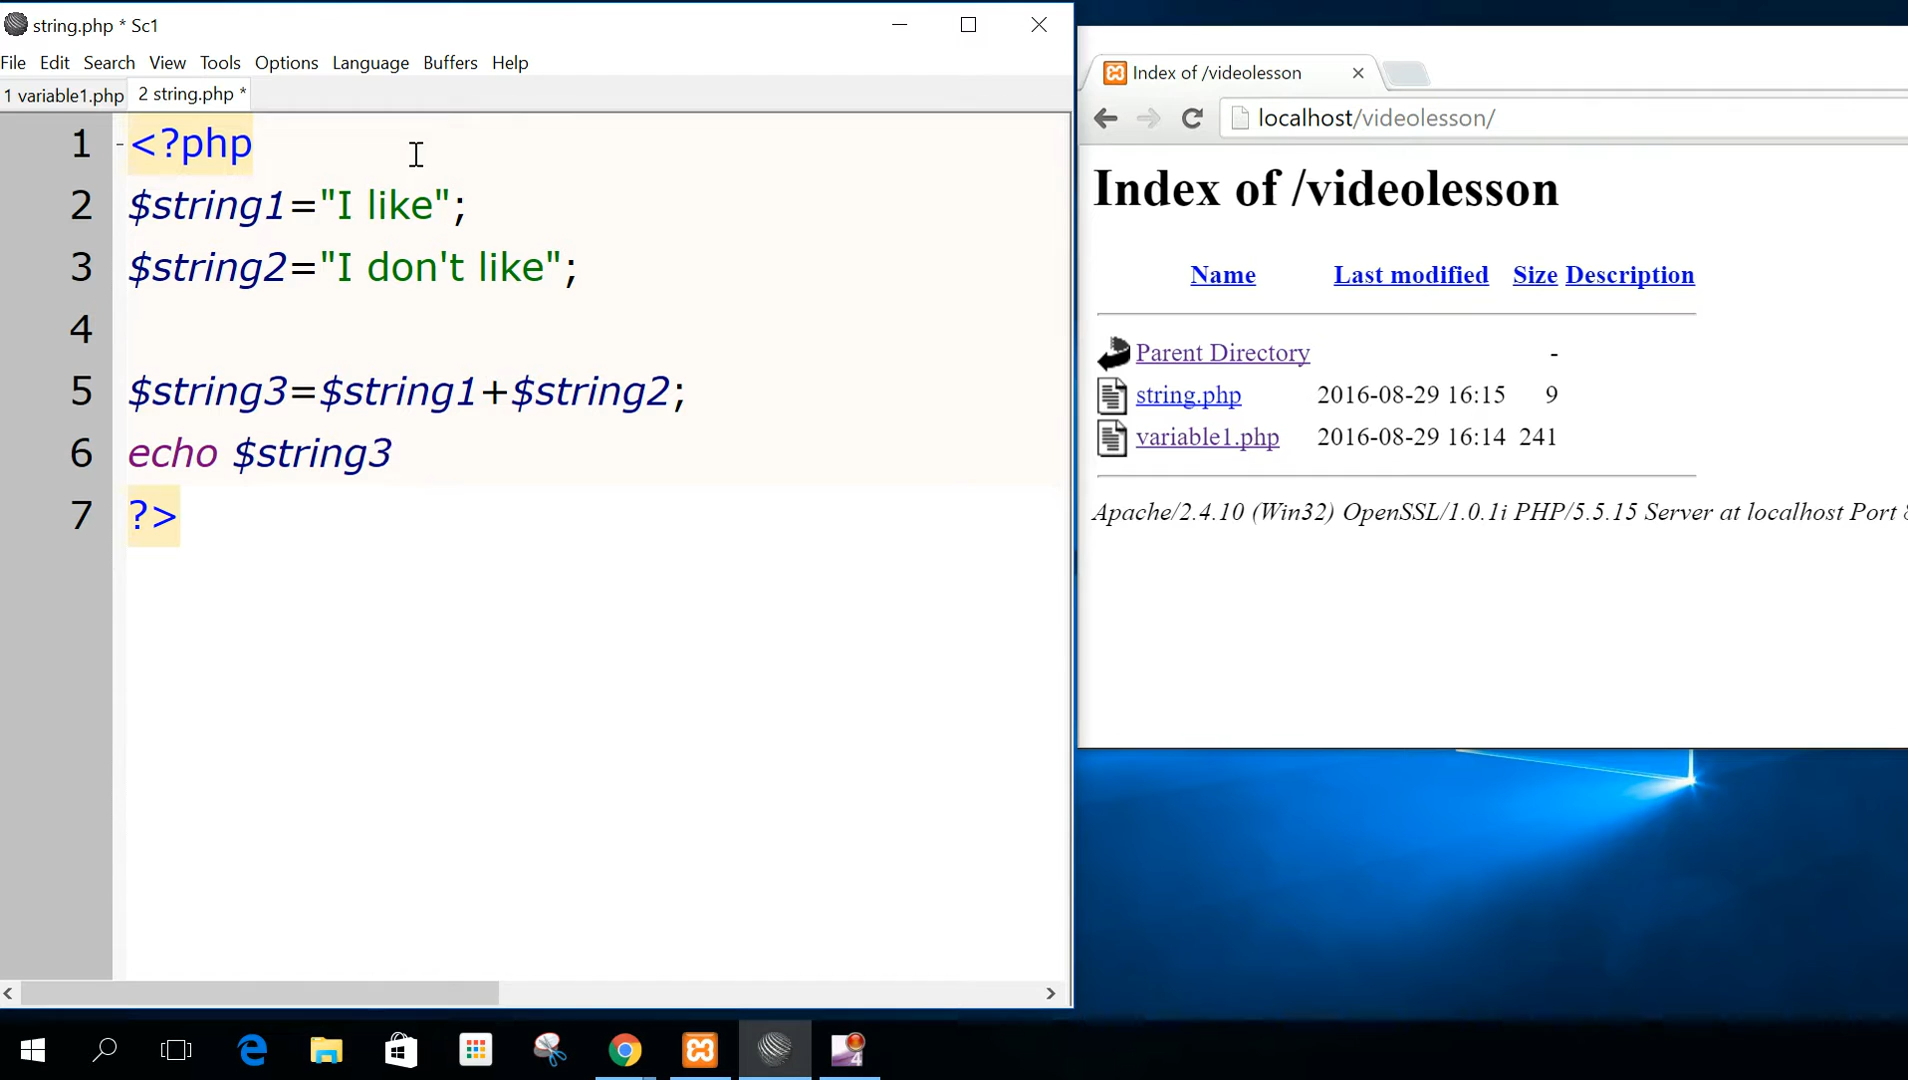 string.php * Sc1
File Edit Search View Tools Options Language Buffers Help
1 variable1.php 2 string.php *
1 <?php
2 $string1="I like";
3 $string2="I don't like";
4
5 $string3=$string1+$string2;
6 echo $string3
7 ?>
Index of /videolesson
localhost/videolesson/
Index of /videolesson
Name Last modified Size Description
Parent Directory -
string.php 2016-08-29 16:15 9
variable1.php 2016-08-29 16:14 241
Apache/2.4.10 (Win32) OpenSSL/1.0.1i PHP/5.5.15 Server at localhost Port
4